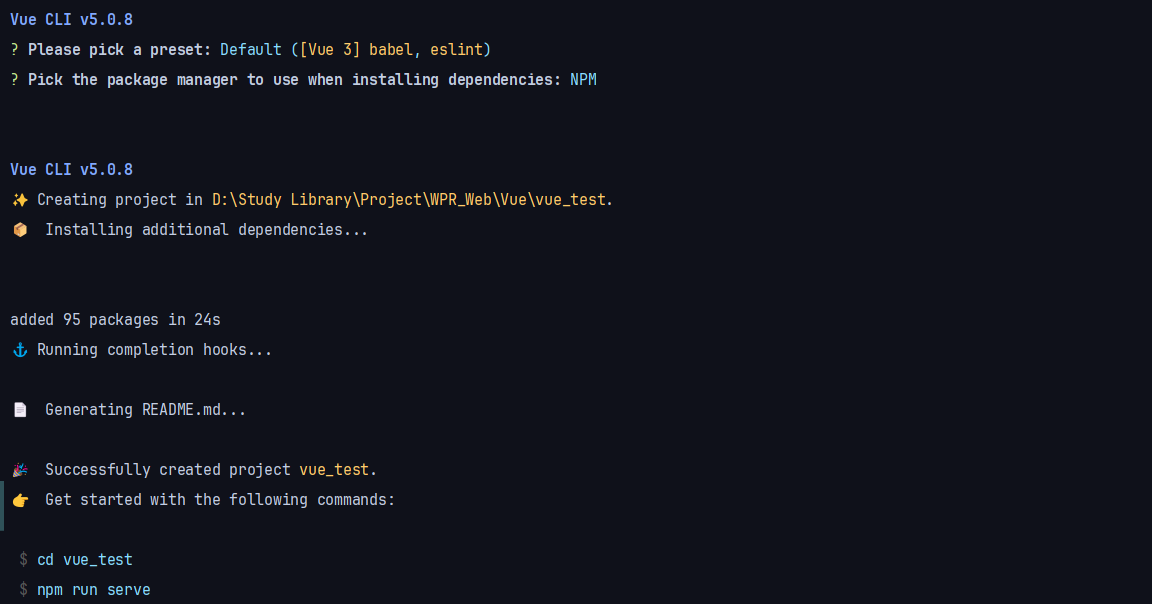 Vue CLI v5.0.8
? Please pick a preset: Default ([Vue 3] babel, eslint)
? Pick the package manager to use when installing dependencies: NPM
Vue CLI v5.0.8
✨ Creating project in D:\Study Library\Project\WPR_Web\Vue\vue_test.
📦 Installing additional dependencies...
added 95 packages in 24s
⚓ Running completion hooks...
📄 Generating README.md...
🎉 Successfully created project vue_test.
👉 Get started with the following commands:
$ cd vue_test
$ npm run serve